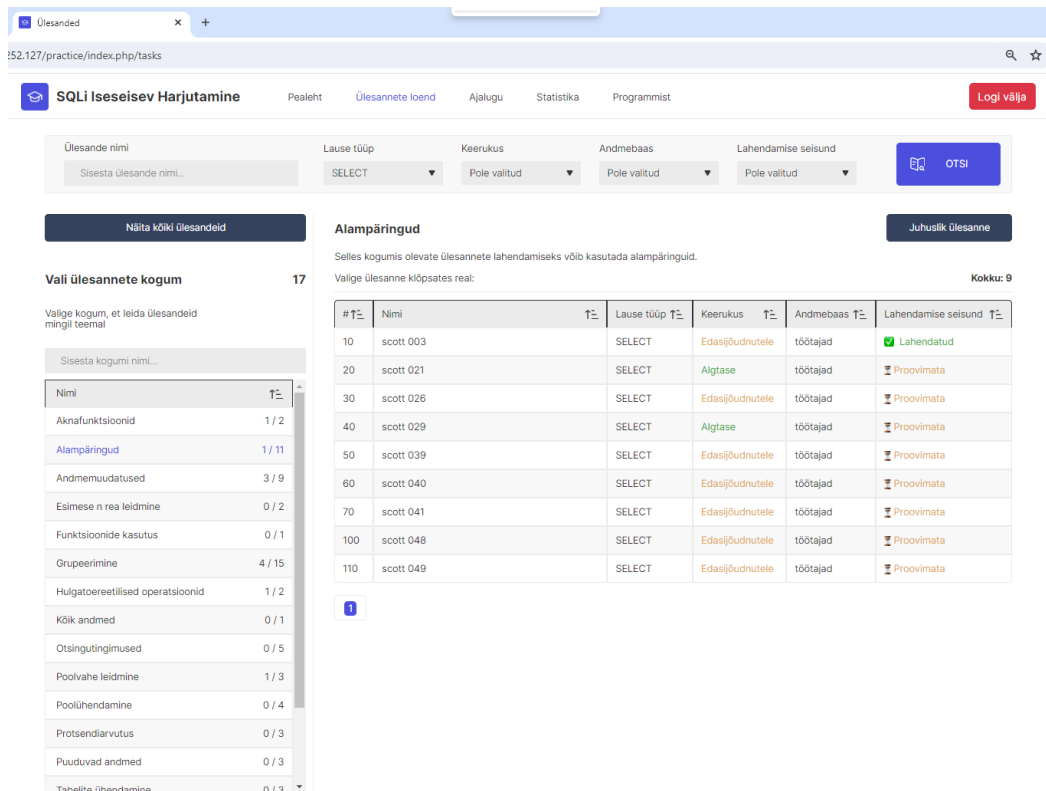 Ülesanded
252.127/practice/index.php/tasks
SQLi Iseseisev Harjutamine Pealeht Ülesannete loend Ajalugu Statistika Programmist Logi välja
Ülesande nimi Lause tüüp Keerukus Andmebaas Lahendamise seisund
Sisesta ülesande nimi... SELECT Pole valitud Pole valitud Pole valitud OTSI
Näita kõiki ülesandeid
Vali ülesannete kogum 17
Valige kogum, et leida ülesandeid
mingil teemal
Sisesta kogumi nimi...
Nimi
Aknafunktsioonid 1 / 2
Alampäringud 1 / 11
Andmemuudatused 3 / 9
Esimese n rea leidmine 0 / 2
Funktsioonide kasutus 0 / 1
Grupeerimine 4 / 15
Hulgatoereetilised operatsioonid 1 / 2
Kõik andmed 0 / 1
Otsingutingimused 0 / 5
Poolvahe leidmine 1 / 3
Poolühendamine 0 / 4
Protsendiarvutus 0 / 3
Puuduvad andmed 0 / 3
Tabelite ühendamine 0 / 3
Alampäringud Juhuslik ülesanne
Selles kogumis olevate ülesannete lahendamiseks võib kasutada alampäringuid.
Valige ülesanne klõpsates real: Kokku: 9
# Nimi Lause tüüp Keerukus Andmebaas Lahendamise seisund
10 scott 003 SELECT Edasijõudnutele töötajad Lahendatud
20 scott 021 SELECT Algtase töötajad Proovimata
30 scott 026 SELECT Edasijõudnutele töötajad Proovimata
40 scott 029 SELECT Algtase töötajad Proovimata
50 scott 039 SELECT Edasijõudnutele töötajad Proovimata
60 scott 040 SELECT Edasijõudnutele töötajad Proovimata
70 scott 041 SELECT Edasijõudnutele töötajad Proovimata
100 scott 048 SELECT Edasijõudnutele töötajad Proovimata
110 scott 049 SELECT Edasijõudnutele töötajad Proovimata
1